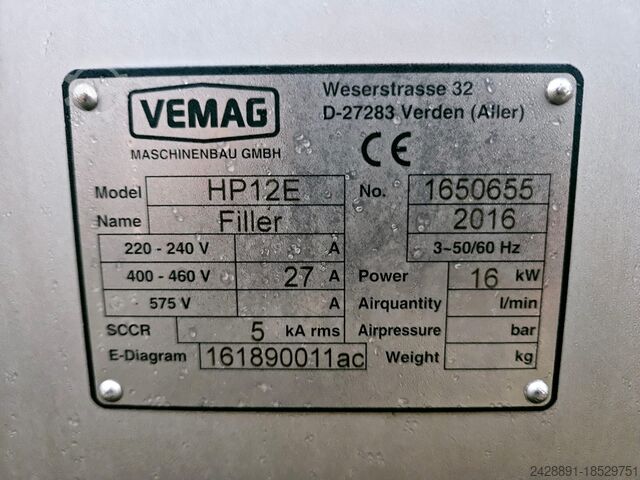 VEMAG
MASCHINENBAU GMBH
Weserstrasse 32
D-27283 Verden (Aller)
CE
Model HP12E No. 1650655
Name Filler 2016
220 - 240 V A 3~50/60 Hz
400 - 460 V 27 A Power 16 kW
575 V A Airquantity l/min
SCCR 5 kA rms Airpressure bar
E-Diagram 161890011ac Weight kg
2428891-18529751